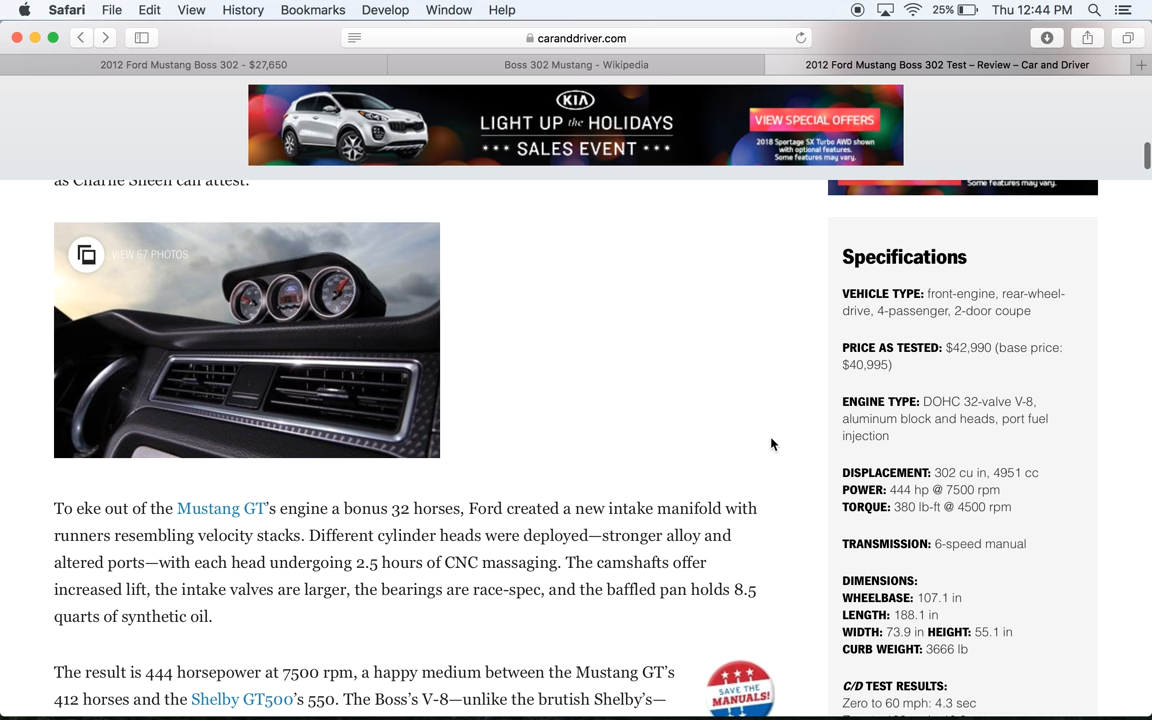 Safari File Edit View History Bookmarks Develop Window Help 25% Thu 12:44 PM
caranddriver.com
2012 Ford Mustang Boss 302 - $27,650
Boss 302 Mustang - Wikipedia
2012 Ford Mustang Boss 302 Test – Review – Car and Driver
KIA
LIGHT UP the HOLIDAYS
••• SALES EVENT •••
VIEW SPECIAL OFFERS
2018 Sportage SX Turbo AWD shown
with optional features.
Some features may vary.
as Charlie Sheen can attest.
VIEW 67 PHOTOS
To eke out of the Mustang GT’s engine a bonus 32 horses, Ford created a new intake manifold with
runners resembling velocity stacks. Different cylinder heads were deployed—stronger alloy and
altered ports—with each head undergoing 2.5 hours of CNC massaging. The camshafts offer
increased lift, the intake valves are larger, the bearings are race-spec, and the baffled pan holds 8.5
quarts of synthetic oil.
The result is 444 horsepower at 7500 rpm, a happy medium between the Mustang GT’s
412 horses and the Shelby GT500’s 550. The Boss’s V-8—unlike the brutish Shelby’s—
SAVE THE
MANUALS!
Some features may vary.
Specifications
VEHICLE TYPE: front-engine, rear-wheel-
drive, 4-passenger, 2-door coupe
PRICE AS TESTED: $42,990 (base price:
$40,995)
ENGINE TYPE: DOHC 32-valve V-8,
aluminum block and heads, port fuel
injection
DISPLACEMENT: 302 cu in, 4951 cc
POWER: 444 hp @ 7500 rpm
TORQUE: 380 lb-ft @ 4500 rpm
TRANSMISSION: 6-speed manual
DIMENSIONS:
WHEELBASE: 107.1 in
LENGTH: 188.1 in
WIDTH: 73.9 in HEIGHT: 55.1 in
CURB WEIGHT: 3666 lb
C/D TEST RESULTS:
Zero to 60 mph: 4.3 sec